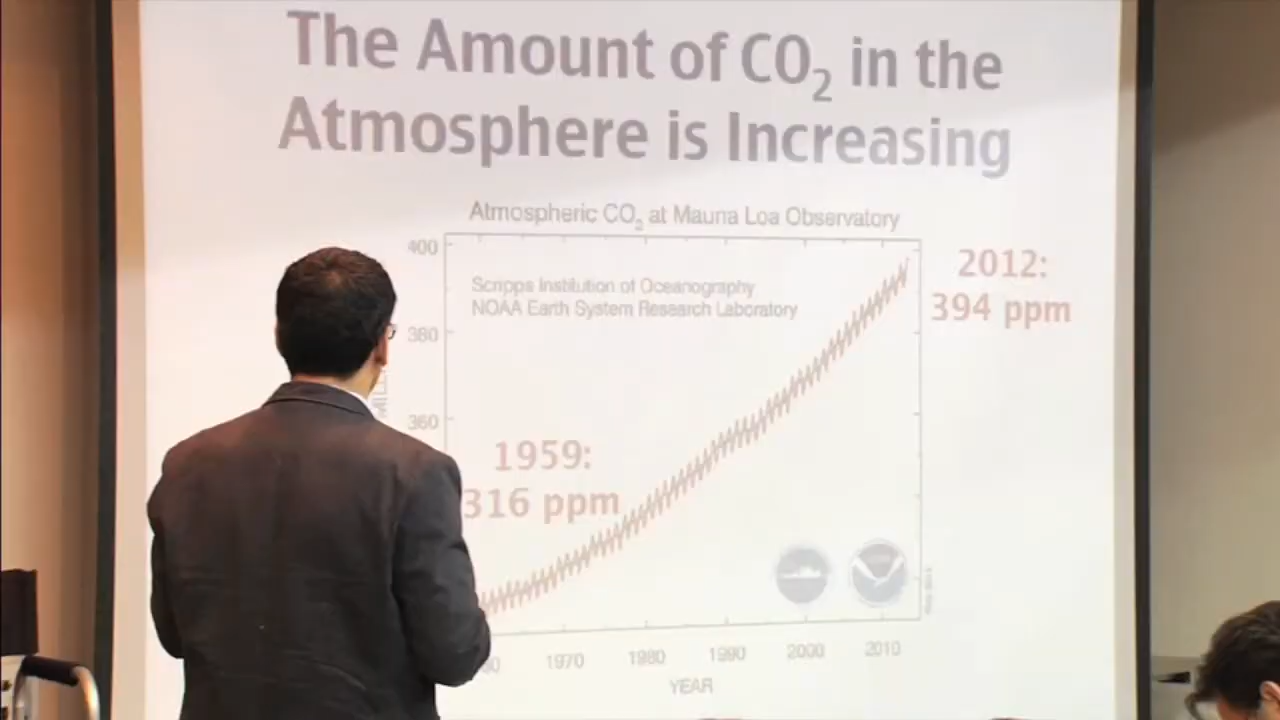 The Amount of CO₂ in the
Atmosphere is Increasing
Atmospheric CO₂ at Mauna Loa Observatory
400
Scripps Institution of Oceanography
NOAA Earth System Research Laboratory
2012:
394 ppm
380
360
1959:
316 ppm
1970 1980 1990 2000 2010
YEAR